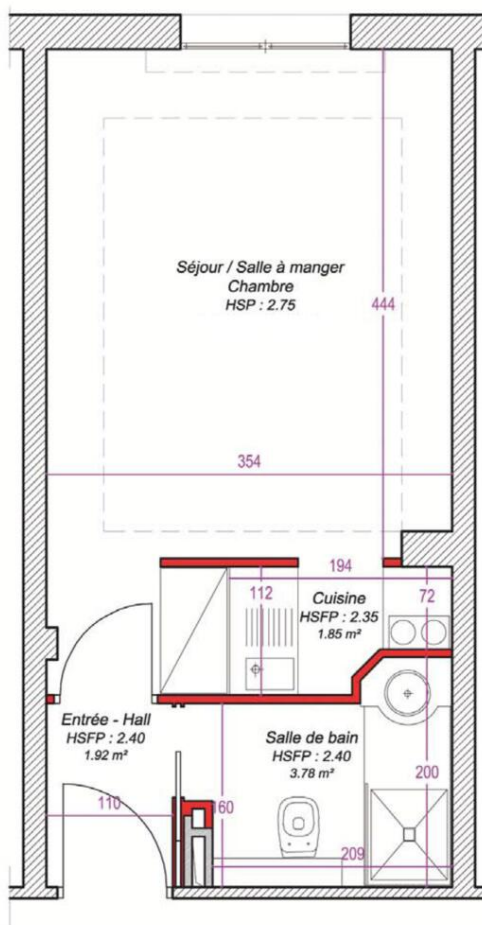 Séjour / Salle à manger
Chambre
HSP : 2.75
444
354
194
112
Cuisine
HSFP : 2.35
1.85 m²
72
Entrée - Hall
HSFP : 2.40
1.92 m²
Salle de bain
HSFP : 2.40
3.78 m²
200
110
160
209